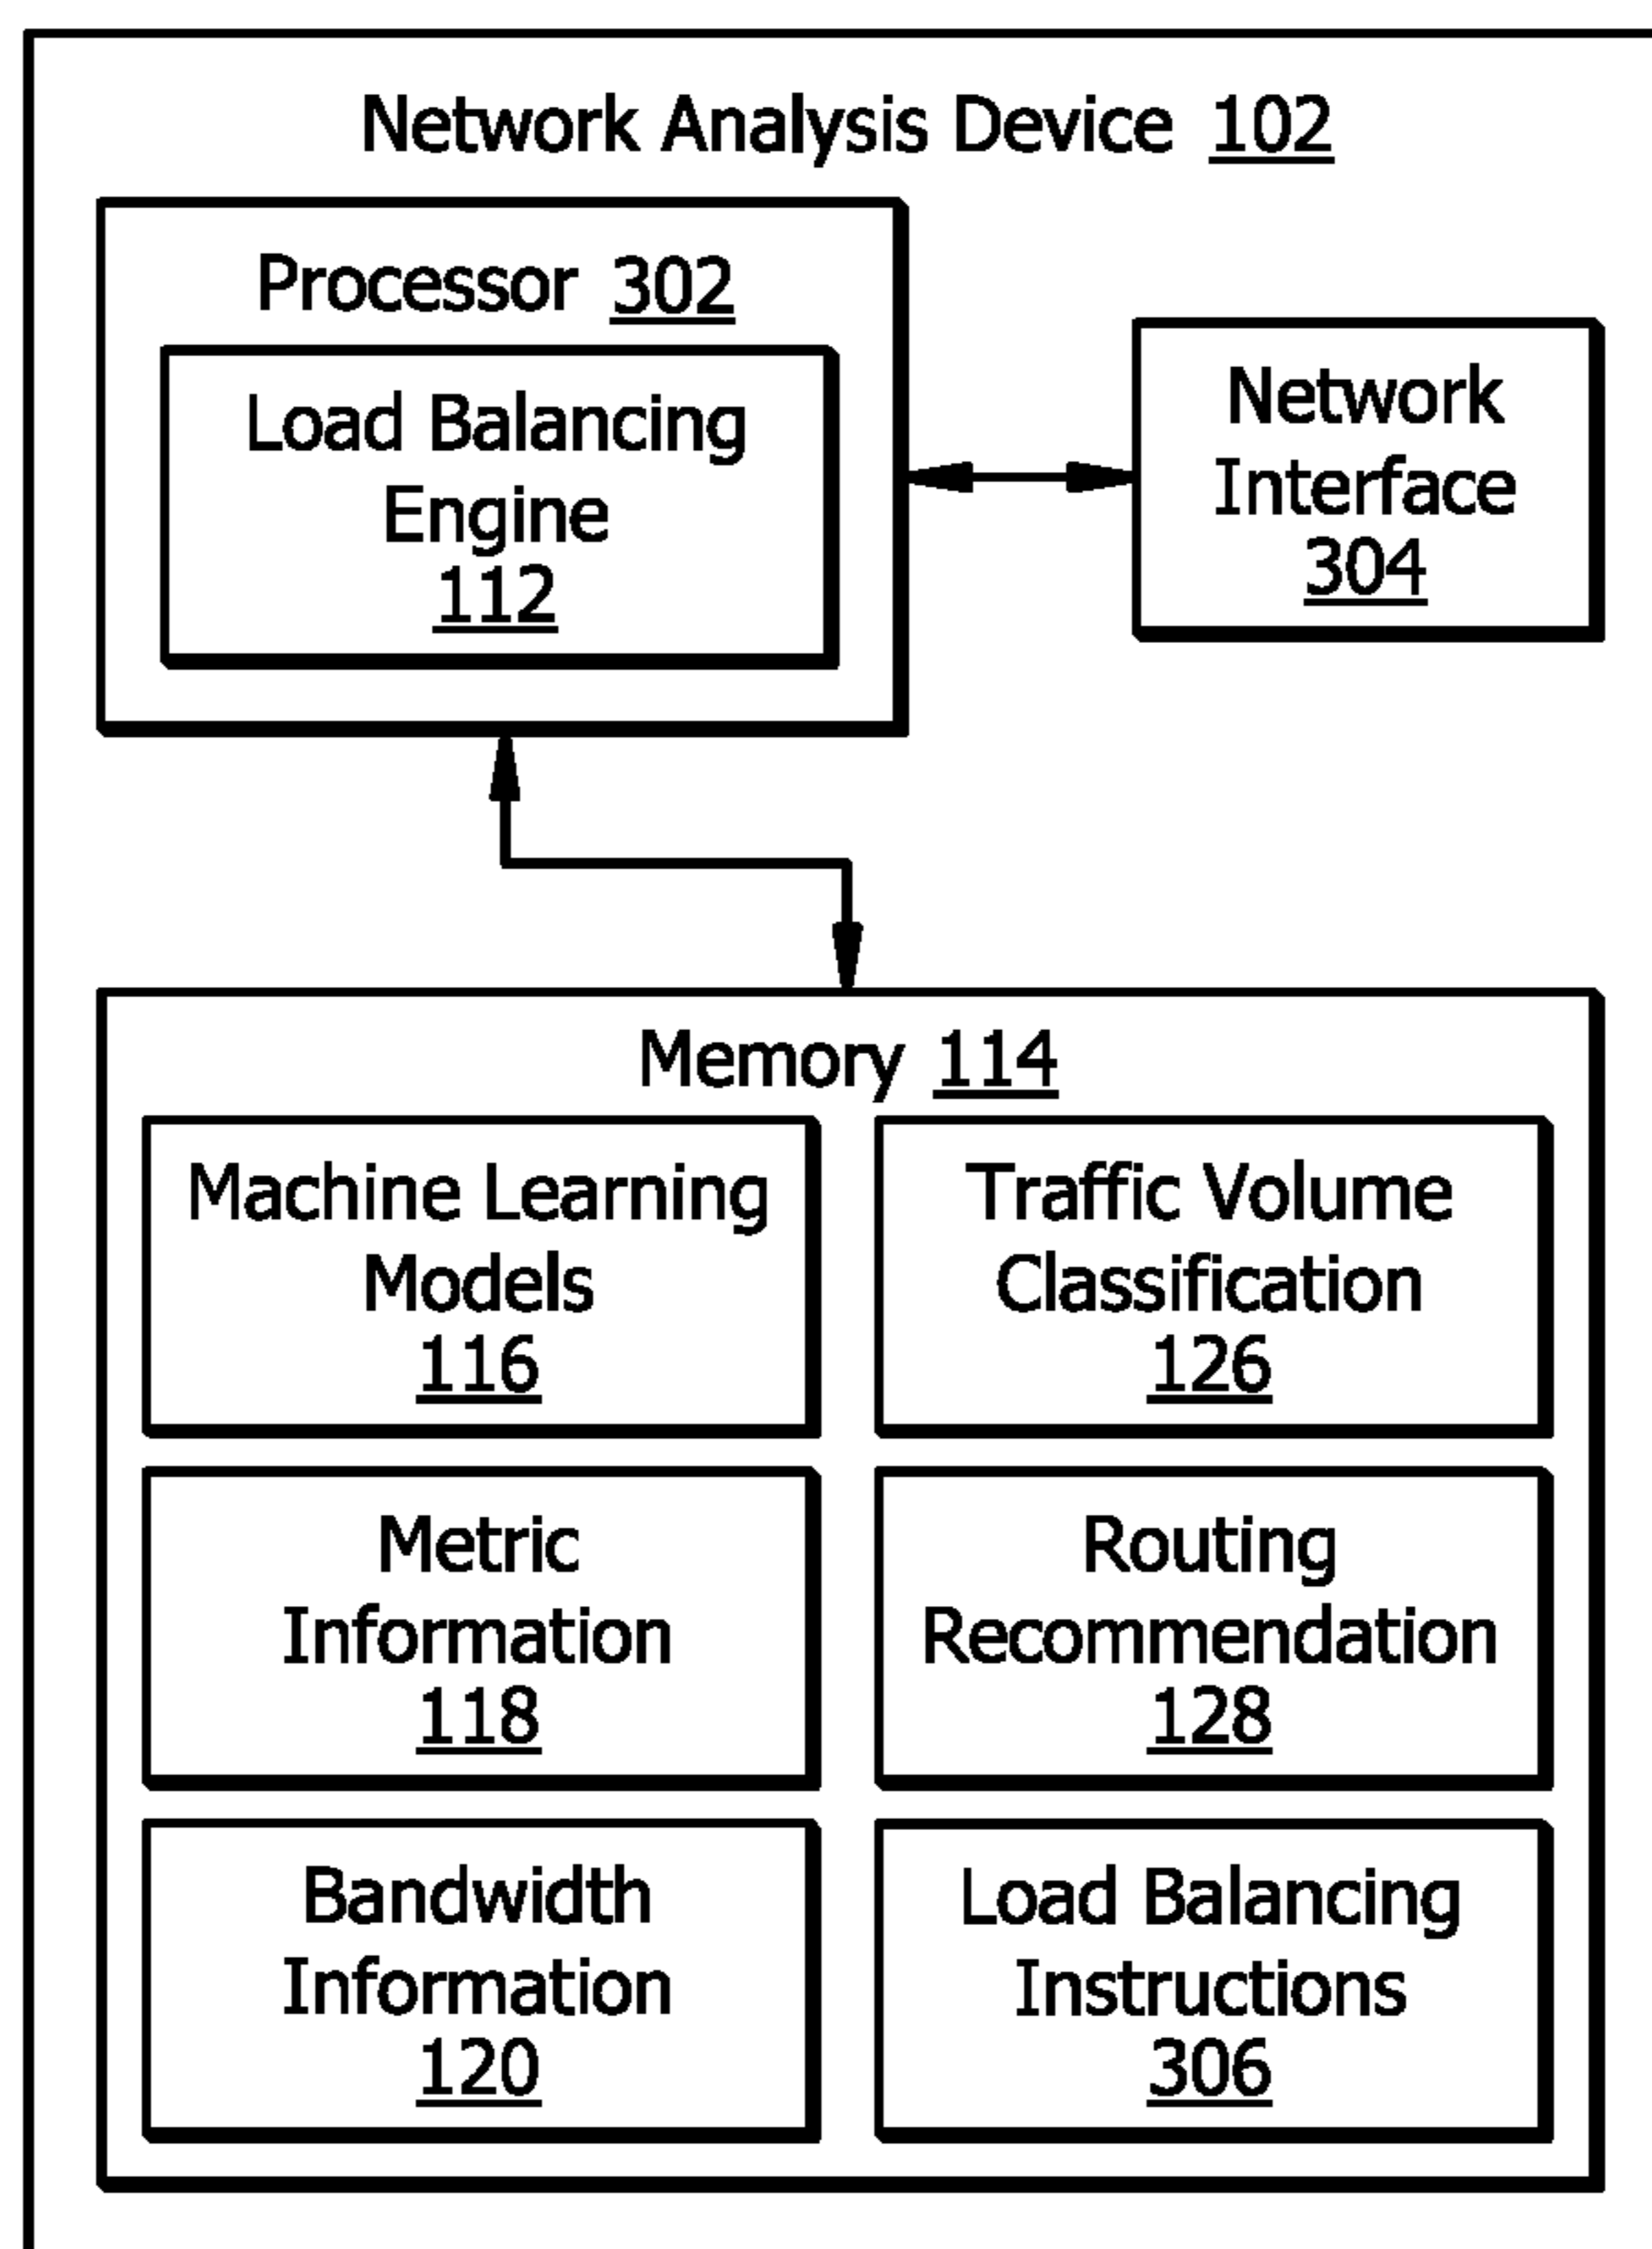 Network Analysis Device 102
Processor 302
Load Balancing
Engine
112
Network
Interface
304
Memory 114
Machine Learning
Models
116
Traffic Volume
Classification
126
Metric
Information
118
Routing
Recommendation
128
Bandwidth
Information
120
Load Balancing
Instructions
306